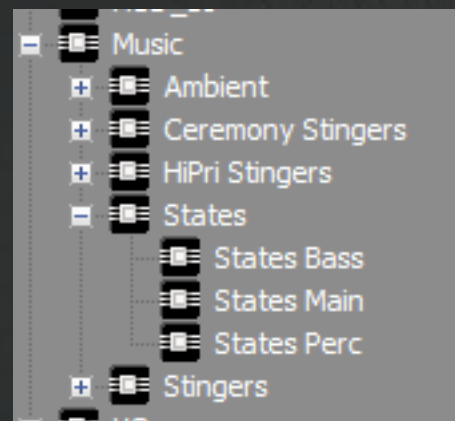 Music
Ambient
Ceremony Stingers
HiPri Stingers
States
States Bass
States Main
States Perc
Stingers